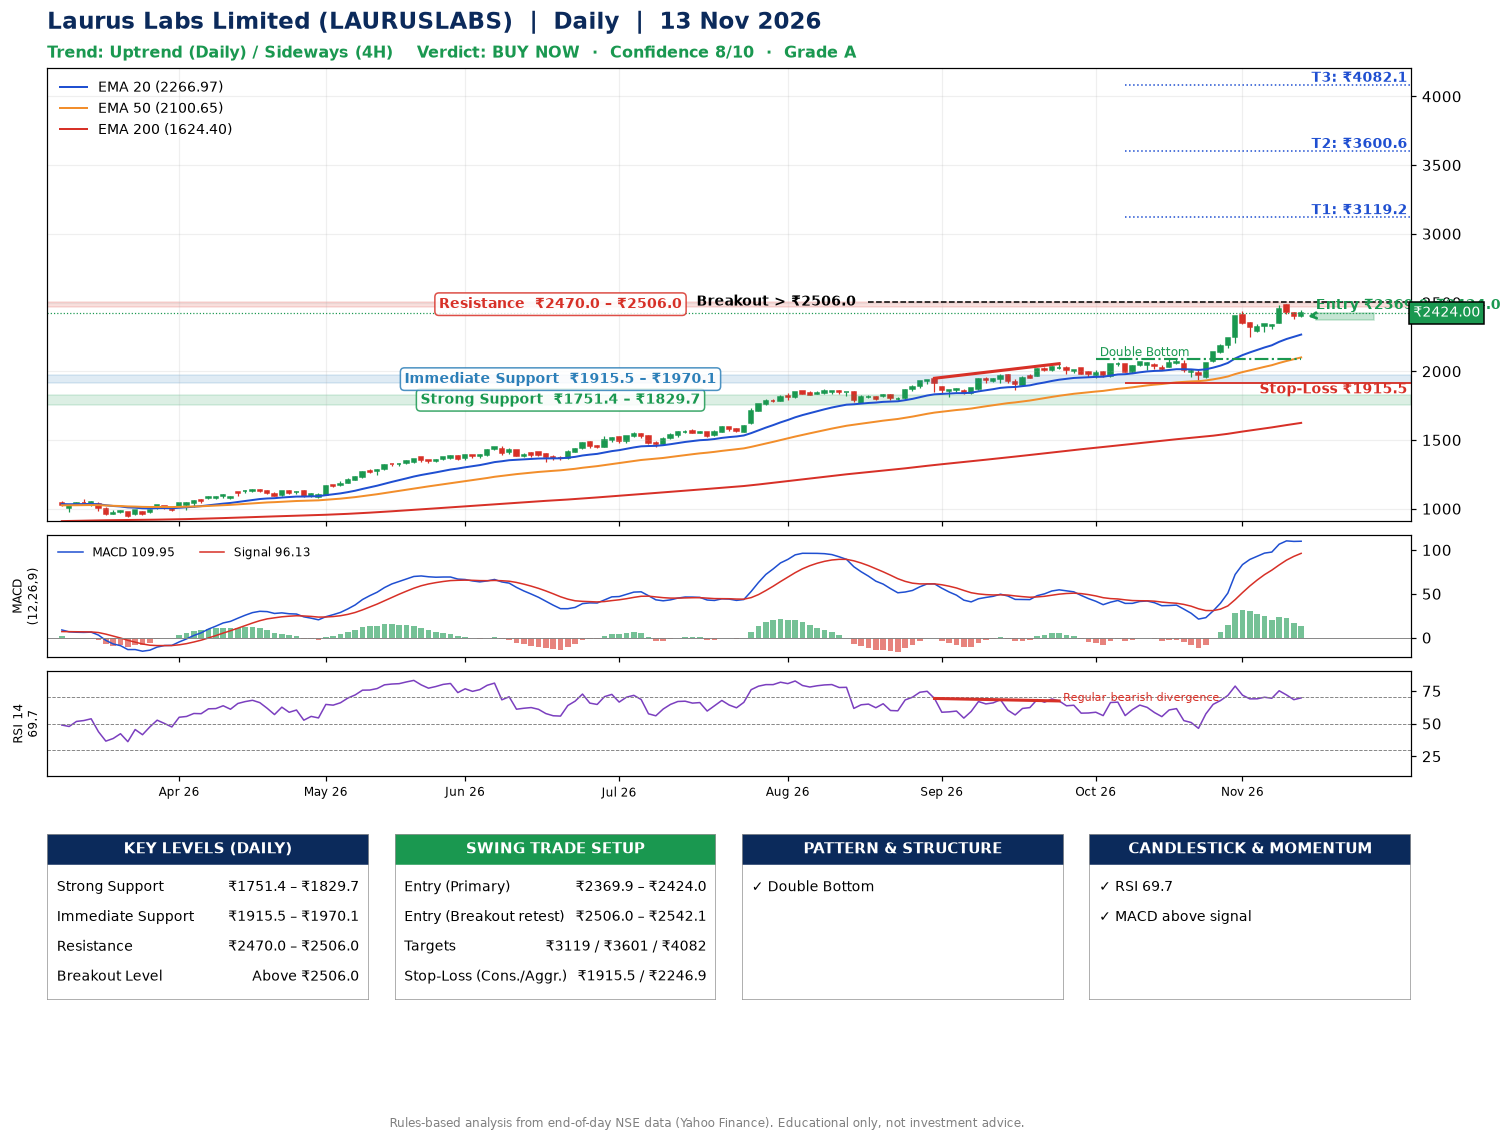 Laurus Labs Limited (LAURUSLABS)  |  Daily  |  13 Nov 2026
Trend: Uptrend (Daily) / Sideways (4H)    Verdict: BUY NOW  ·  Confidence 8/10  ·  Grade A
EMA 20 (2266.97)
EMA 50 (2100.65)
EMA 200 (1624.40)
T3: ₹4082.1
T2: ₹3600.6
T1: ₹3119.2
4000
3500
3000
2000
1500
1000
Resistance  ₹2470.0 – ₹2506.0
Breakout > ₹2506.0
Entry ₹2369
₹2424.00
Double Bottom
Immediate Support  ₹1915.5 – ₹1970.1
Stop-Loss ₹1915.5
Strong Support  ₹1751.4 – ₹1829.7
MACD 109.95
Signal 96.13
MACD
(12,26,9)
100
50
0
RSI 14
69.7
Regular bearish divergence
75
50
25
Apr 26
May 26
Jun 26
Jul 26
Aug 26
Sep 26
Oct 26
Nov 26
KEY LEVELS (DAILY)
Strong Support ₹1751.4 – ₹1829.7
Immediate Support ₹1915.5 – ₹1970.1
Resistance ₹2470.0 – ₹2506.0
Breakout Level Above ₹2506.0
SWING TRADE SETUP
Entry (Primary) ₹2369.9 – ₹2424.0
Entry (Breakout retest) ₹2506.0 – ₹2542.1
Targets ₹3119 / ₹3601 / ₹4082
Stop-Loss (Cons./Aggr.) ₹1915.5 / ₹2246.9
PATTERN & STRUCTURE
✓ Double Bottom
CANDLESTICK & MOMENTUM
✓ RSI 69.7
✓ MACD above signal
Rules-based analysis from end-of-day NSE data (Yahoo Finance). Educational only, not investment advice.